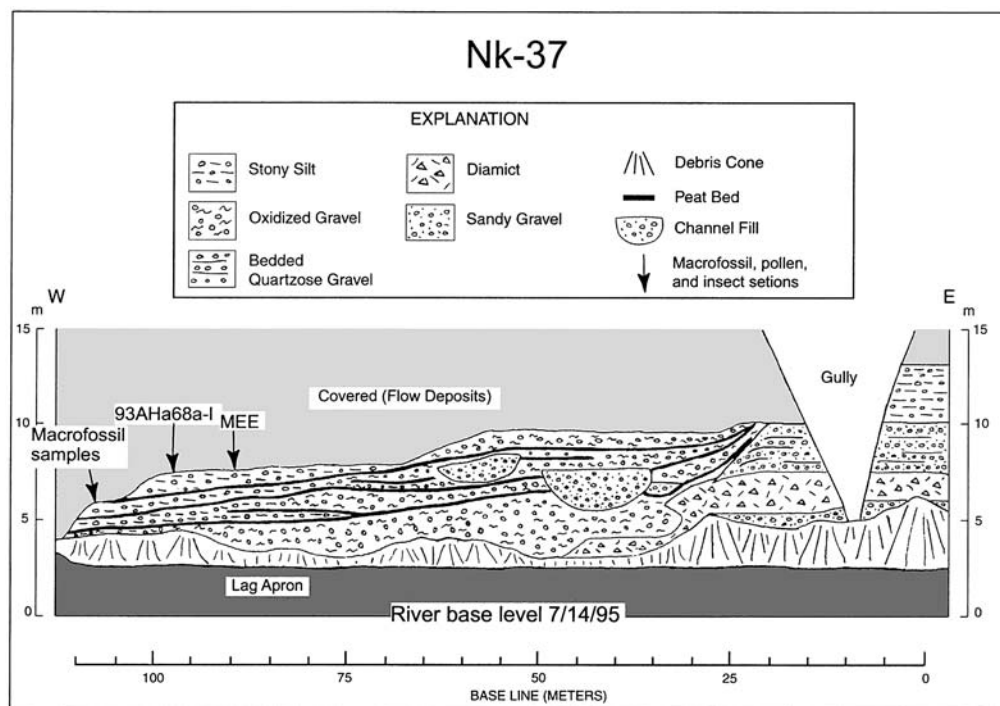 Nk-37
EXPLANATION
Stony Silt
Oxidized Gravel
Bedded
Quartzose Gravel
Diamict
Sandy Gravel
Debris Cone
Peat Bed
Channel Fill
Macrofossil, pollen,
and insect setions
W
E
m
m
15
15
Gully
Covered (Flow Deposits)
93AHa68a-I
MEE
10
10
Macrofossil
samples
5
5
Lag Apron
River base level 7/14/95
0
0
100 75 50 25 0
BASE LINE (METERS)